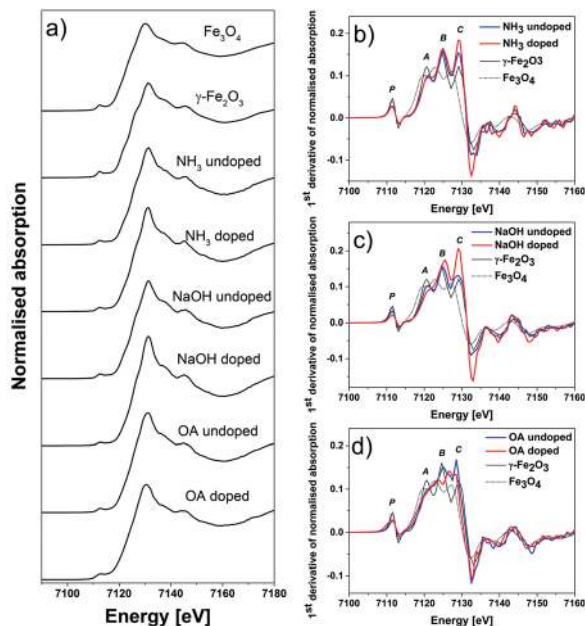 a)
Fe3O4
γ-Fe2O3
NH3 undoped
NH3 doped
NaOH undoped
NaOH doped
OA undoped
OA doped
Normalised absorption
7100 7120 7140 7160 7180
Energy [eV]
b)
P A B C
NH3 undoped
NH3 doped
γ-Fe2O3
Fe3O4
1st derivative of normalised absorption
0.2
0.1
0.0
-0.1
7100 7110 7120 7130 7140 7150 7160
Energy [eV]
c)
P A B C
NaOH undoped
NaOH doped
γ-Fe2O3
Fe3O4
1st derivative of normalised absorption
0.2
0.1
0.0
-0.1
7100 7110 7120 7130 7140 7150 7160
Energy [eV]
d)
P A B C
OA undoped
OA doped
γ-Fe2O3
Fe3O4
1st derivative of normalised absorption
0.2
0.1
0.0
-0.1
7100 7110 7120 7130 7140 7150 7160
Energy [eV]